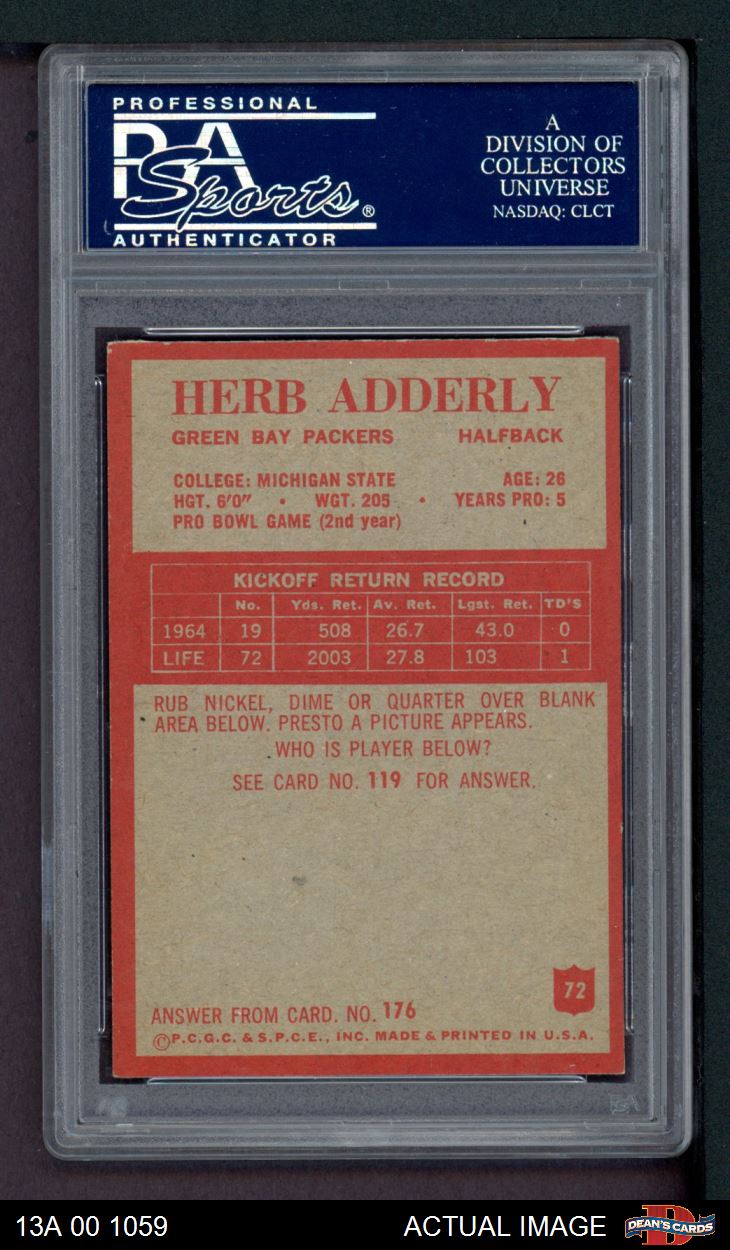 PROFESSIONAL
PSA
Sports®
AUTHENTICATOR
A
DIVISION OF
COLLECTORS
UNIVERSE
NASDAQ: CLCT
HERB ADDERLY
GREEN BAY PACKERS HALFBACK
COLLEGE: MICHIGAN STATE AGE: 26
HGT. 6'0" • WGT. 205 • YEARS PRO: 5
PRO BOWL GAME (2nd year)
KICKOFF RETURN RECORD
No. Yds. Ret. Av. Ret. Lgst. Ret. TD'S
1964 19 508 26.7 43.0 0
LIFE 72 2003 27.8 103 1
RUB NICKEL, DIME OR QUARTER OVER BLANK
AREA BELOW. PRESTO A PICTURE APPEARS.
WHO IS PLAYER BELOW?
SEE CARD NO. 119 FOR ANSWER.
72
ANSWER FROM CARD. NO. 176
©P.C.G.C. & S.P.C.E., INC. MADE & PRINTED IN U.S.A.
PSA
13A 00 1059 ACTUAL IMAGE DEAN'S CARDS